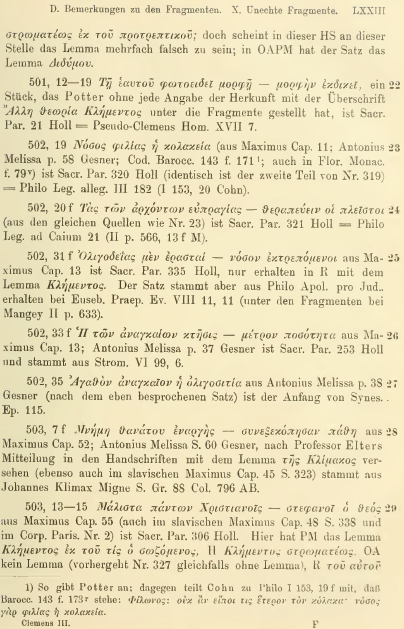 D. Bemerkungen zu den Fragmenten. X. Unechte Fragmente. LXXIII
στρωματέως ἐκ τοῦ προτρεπτικοῦ; doch scheint in dieser HS an dieser
Stelle das Lemma mehrfach falsch zu sein; in OAPM hat der Satz das
Lemma Διδύμου.
501, 12—19 Τῇ ἑαυτοῦ φωτοειδεῖ μορφῇ — μορφὴν ἐκδικεῖ, ein 22
Stück, das Potter ohne jede Angabe der Herkunft mit der Überschrift
Ἄλλη θεωρία Κλήμεντος unter die Fragmente gestellt hat, ist Sacr.
Par. 21 Holl = Pseudo-Clemens Hom. XVII 7.
502, 19 Νόσος φιλίας ἡ κολακεία (aus Maximus Cap. 11; Antonius 23
Melissa p. 58 Gesner; Cod. Barocc. 143 f. 171¹; auch in Flor. Monac.
f. 79ᵛ) ist Sacr. Par. 320 Holl (identisch ist der zweite Teil von Nr. 319)
= Philo Leg. alleg. III 182 (I 153, 20 Cohn).
502, 20 f Τὰς τῶν ἀρχόντων εὐπραγίας — θεραπεύειν οἱ πλεῖστοι 24
(aus den gleichen Quellen wie Nr. 23) ist Sacr. Par. 321 Holl = Philo
Leg. ad Caium 21 (II p. 566, 13 f M).
502, 31 f Ὀλιγοδεΐας μὲν ἐρασταί — νόσον ἐκτρεπόμενοι aus Ma- 25
ximus Cap. 13 ist Sacr. Par. 335 Holl, nur erhalten in R mit dem
Lemma Κλήμεντος. Der Satz stammt aber aus Philo Apol. pro Jud.
erhalten bei Euseb. Praep. Ev. VIII 11, 11 (unter den Fragmenten bei
Mangey II p. 633).
502, 33 f Ἡ τῶν ἀναγκαίων κτῆσις — μέτρον ποσότητα aus Ma- 26
ximus Cap. 13; Antonius Melissa p. 37 Gesner ist Sacr. Par. 253 Holl
und stammt aus Strom. VI 99, 6.
502, 35 Ἀγαθὸν ἀναγκαῖον ἡ ὀλιγοσιτία aus Antonius Melissa p. 38 27
Gesner (nach dem eben besprochenen Satz) ist der Anfang von Synes.
Ep. 115.
503, 7 f Μνήμη θανάτου ἐναργὴς — συνεξεκόπησαν πάθη aus 28
Maximus Cap. 52; Antonius Melissa S. 60 Gesner, nach Professor Elters
Mitteilung in den Handschriften mit dem Lemma τῆς Κλίμακος ver-
sehen (ebenso auch im slavischen Maximus Cap. 45 S. 323) stammt aus
Johannes Klimax Migne S. Gr. 88 Col. 796 AB.
503, 13—15 Μάλιστα πάντων Χριστιανοῖς — στεφανοῖ ὁ θεός 29
aus Maximus Cap. 55 (auch im slavischen Maximus Cap. 48 S. 338 und
im Corp. Paris. Nr. 2) ist Sacr. Par. 306 Holl. Hier hat PM das Lemma
Κλήμεντος ἐκ τοῦ τίς ὁ σωζόμενος, H Κλήμεντος στρωματέως. OA
kein Lemma (vorhergeht Nr. 327 gleichfalls ohne Lemma), R τοῦ αὐτοῦ
1) So gibt Potter an; dagegen teilt Cohn zu Philo I 153, 19 f mit, daß
Barocc. 143 f. 173ʳ stehe: Φίλωνος: οὐκ ἂν εἴποι τις ἕτερον τὸν κόλακα· νόσος
γὰρ φιλίας ἡ κολακεία.
Clemens III. F